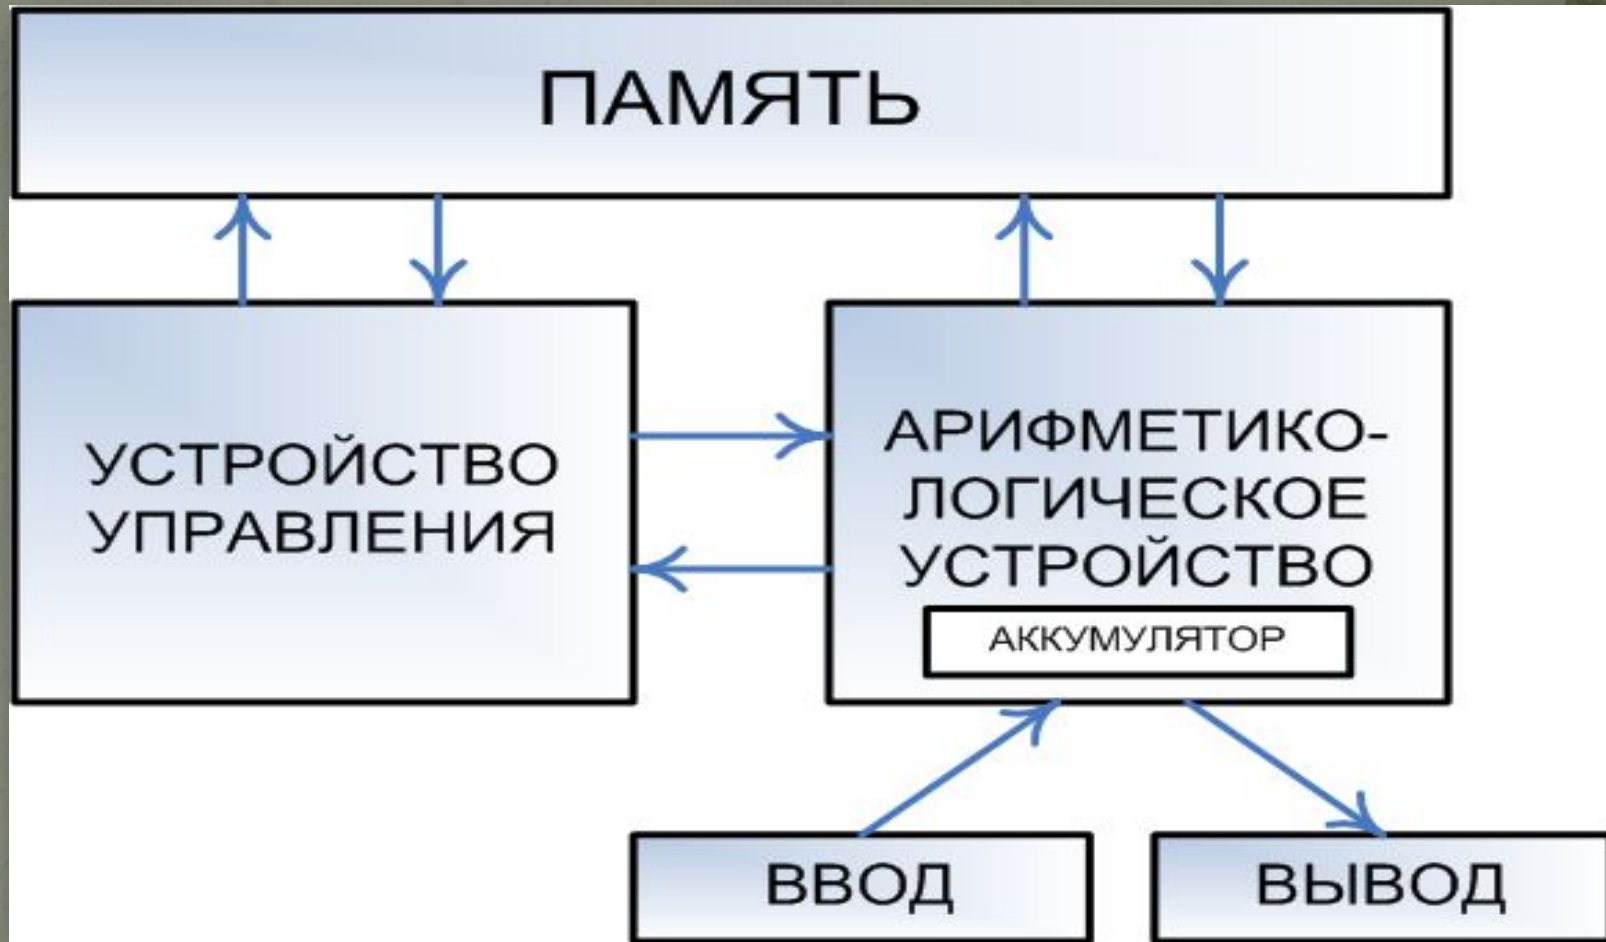 ПАМЯТЬ
УСТРОЙСТВО
УПРАВЛЕНИЯ
АРИФМЕТИКО-
ЛОГИЧЕСКОЕ
УСТРОЙСТВО
АККУМУЛЯТОР
ВВОД
ВЫВОД